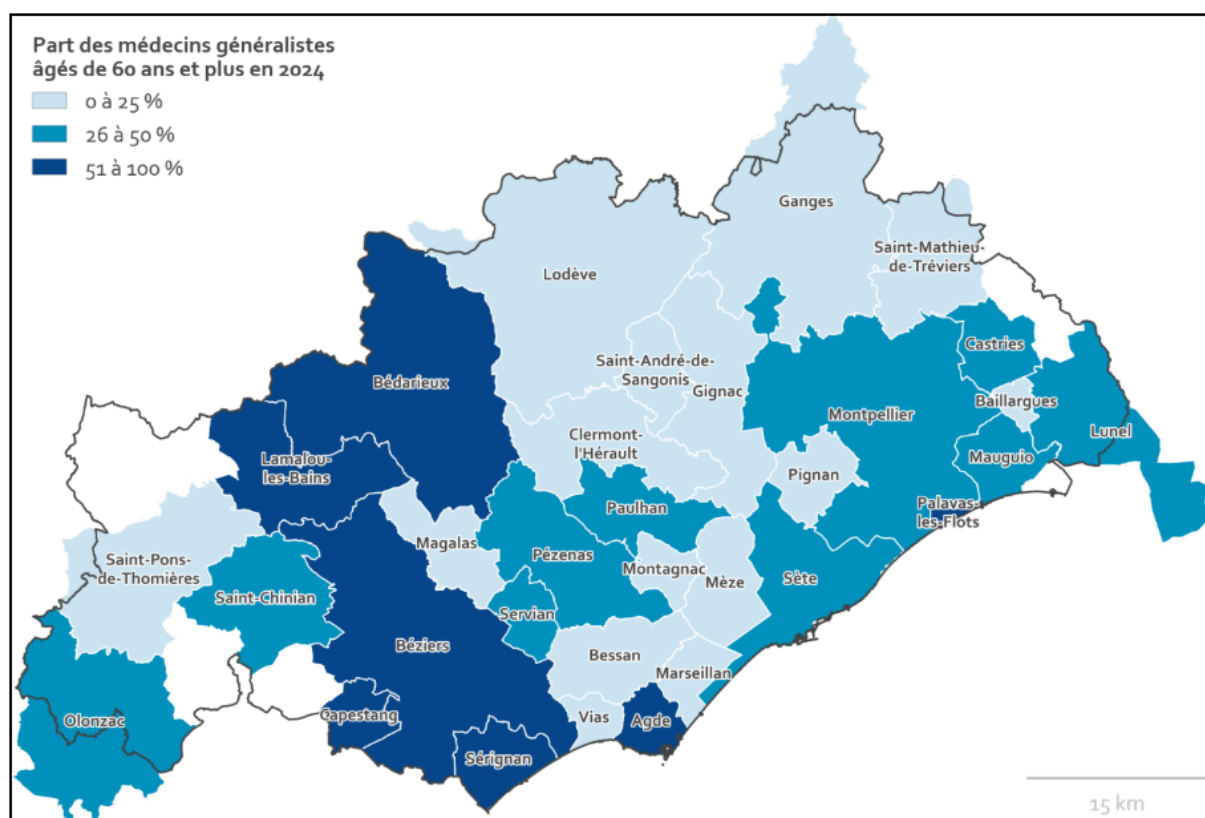 Part des médecins généralistes
âgés de 60 ans et plus en 2024
0 à 25 %
26 à 50 %
51 à 100 %
Ganges
Saint-Mathieu-
de-Tréviers
Lodève
Castries
Saint-André-de-
Sangonis
Gignac
Bédarieux
Baillargues
Montpellier
Lunel
Clermont-
l'Hérault
Mauguio
Lamalou-
les-Bains
Pignan
Palavas-
les-Flots
Paulhan
Magalas
Pézenas
Saint-Pons-
de-Thomières
Montagnac
Mèze
Sète
Saint-Chinian
Servian
Béziers
Bessan
Marseillan
Capestang
Vias
Agde
Olonzac
Sérignan
15 km